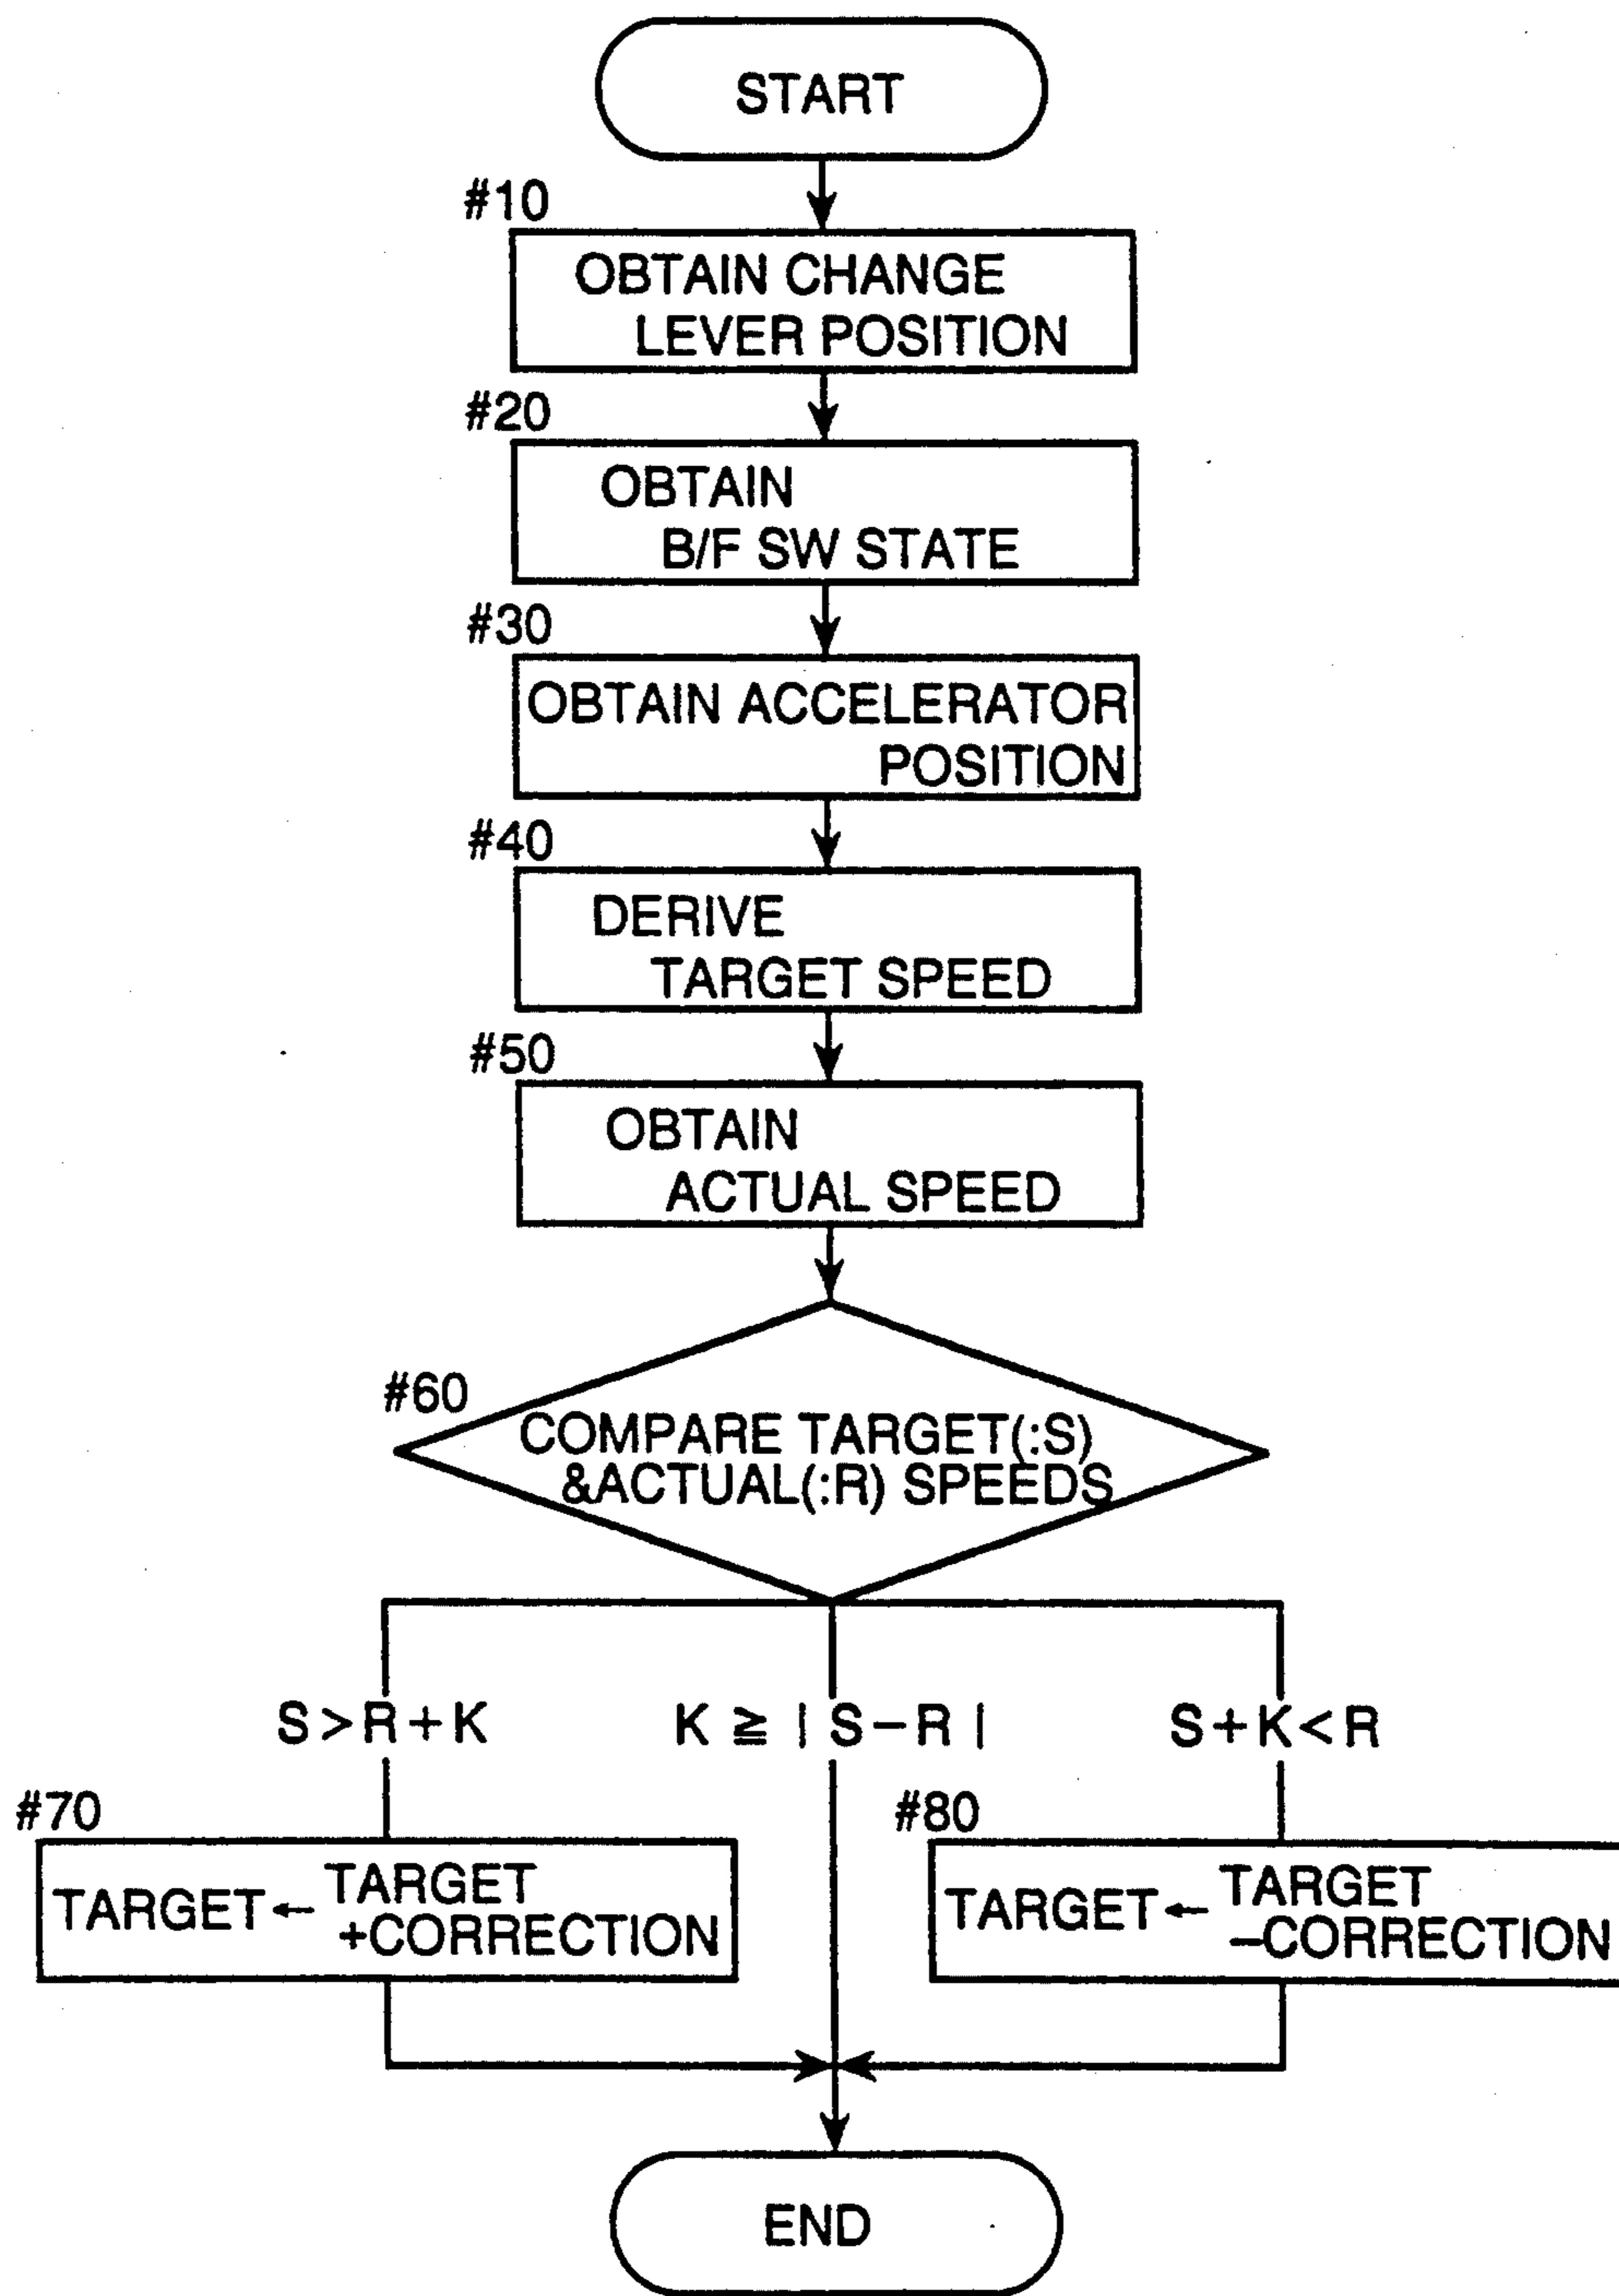 START
#10
OBTAIN CHANGE
LEVER POSITION
#20
OBTAIN
B/F SW STATE
#30
OBTAIN ACCELERATOR
POSITION
#40
DERIVE
TARGET SPEED
#50
OBTAIN
ACTUAL SPEED
#60
COMPARE TARGET(:S)
&ACTUAL(:R) SPEEDS
S>R+K
K ≧ | S−R |
S+K<R
#70
TARGET← TARGET
+CORRECTION
#80
TARGET← TARGET
−CORRECTION
END